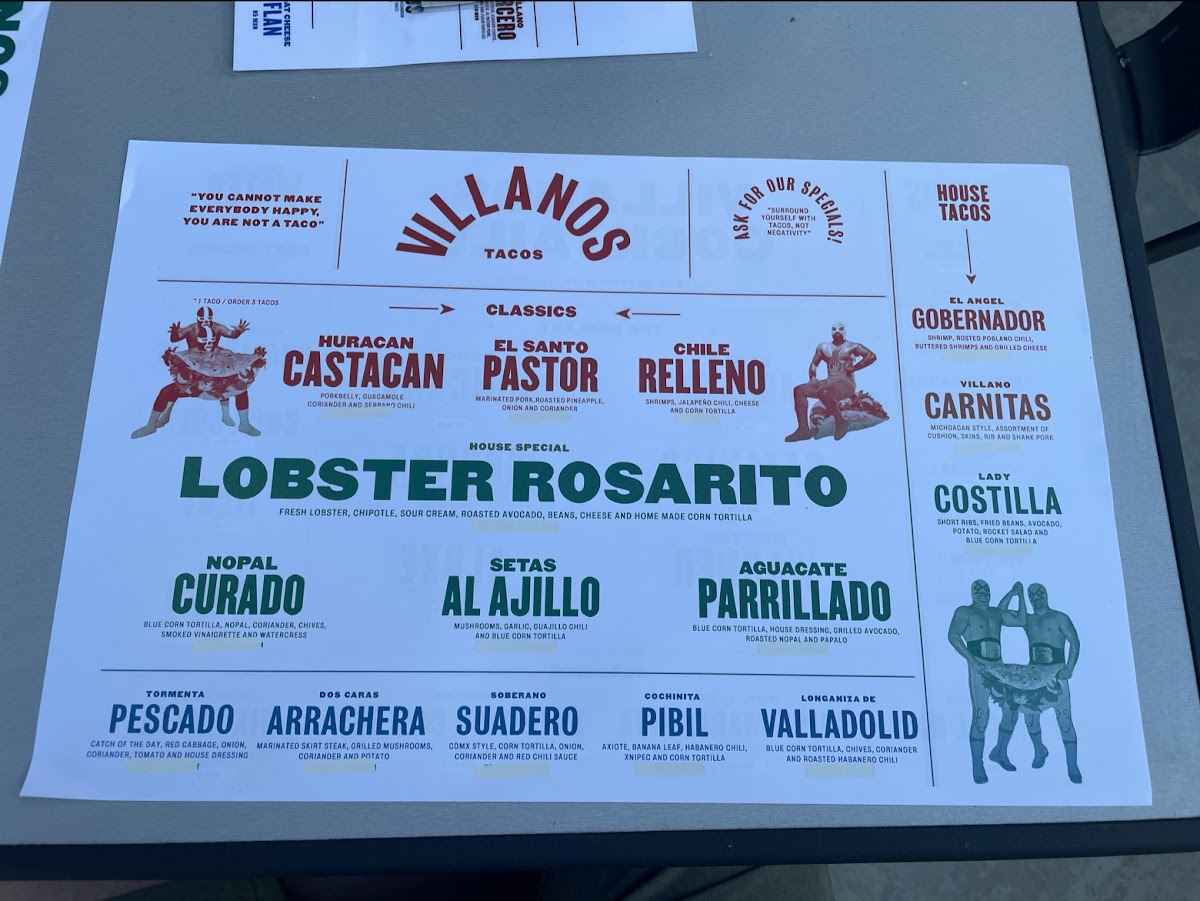 AT CHEESE
FLAN
85 MXN
RCERO
"YOU CANNOT MAKE
EVERYBODY HAPPY,
YOU ARE NOT A TACO"
VILLANOS
TACOS
ASK FOR OUR SPECIALS!
"SURROUND
YOURSELF WITH
TACOS, NOT
NEGATIVITY"
HOUSE
TACOS
* 1 TACO / ORDER 3 TACOS
CLASSICS
HURACAN
CASTACAN
PORKBELLY, GUACAMOLE
CORIANDER AND SERRANO CHILI
EL SANTO
PASTOR
MARINATED PORK, ROASTED PINEAPPLE,
ONION AND CORIANDER
CHILE
RELLENO
SHRIMPS, JALAPEÑO CHILI, CHEESE
AND CORN TORTILLA
HOUSE SPECIAL
LOBSTER ROSARITO
FRESH LOBSTER, CHIPOTLE, SOUR CREAM, ROASTED AVOCADO, BEANS, CHEESE AND HOME MADE CORN TORTILLA
NOPAL
CURADO
BLUE CORN TORTILLA, NOPAL, CORIANDER, CHIVES,
SMOKED VINAIGRETTE AND WATERCRESS
SETAS
AL AJILLO
MUSHROOMS, GARLIC, GUAJILLO CHILI
AND BLUE CORN TORTILLA
AGUACATE
PARRILLADO
BLUE CORN TORTILLA, HOUSE DRESSING, GRILLED AVOCADO,
ROASTED NOPAL AND PAPALO
TORMENTA
PESCADO
CATCH OF THE DAY, RED CABBAGE, ONION,
CORIANDER, TOMATO AND HOUSE DRESSING
DOS CARAS
ARRACHERA
MARINATED SKIRT STEAK, GRILLED MUSHROOMS,
CORIANDER AND POTATO
SOBERANO
SUADERO
CDMX STYLE, CORN TORTILLA, ONION,
CORIANDER AND RED CHILI SAUCE
COCHINITA
PIBIL
AXIOTE, BANANA LEAF, HABANERO CHILI,
XNIPEC AND CORN TORTILLA
LONGANIZA DE
VALLADOLID
BLUE CORN TORTILLA, CHIVES, CORIANDER
AND ROASTED HABANERO CHILI
EL ANGEL
GOBERNADOR
SHRIMP, ROSTED POBLANO CHILI,
BUTTERED SHRIMPS AND GRILLED CHEESE
VILLANO
CARNITAS
MICHOACAN STYLE, ASSORTMENT OF
CUSHION, SKINS, RIB AND SHANK PORK
LADY
COSTILLA
SHORT RIBS, FRIED BEANS, AVOCADO,
POTATO, ROCKET SALAD AND
BLUE CORN TORTILLA